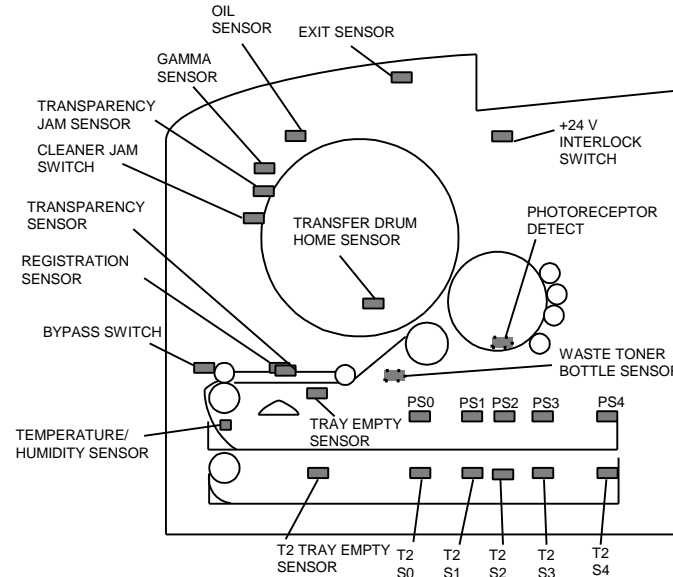 OIL
SENSOR
EXIT SENSOR
GAMMA
SENSOR
TRANSPARENCY
JAM SENSOR
CLEANER JAM
SWITCH
+24 V
INTERLOCK
SWITCH
TRANSPARENCY
SENSOR
TRANSFER DRUM
HOME SENSOR
PHOTORECEPTOR
DETECT
REGISTRATION
SENSOR
BYPASS SWITCH
WASTE TONER
BOTTLE SENSOR
PS0 PS1 PS2 PS3 PS4
TRAY EMPTY
SENSOR
TEMPERATURE/
HUMIDITY SENSOR
T2 TRAY EMPTY
SENSOR
T2
S0
T2
S1
T2
S2
T2
S3
T2
S4